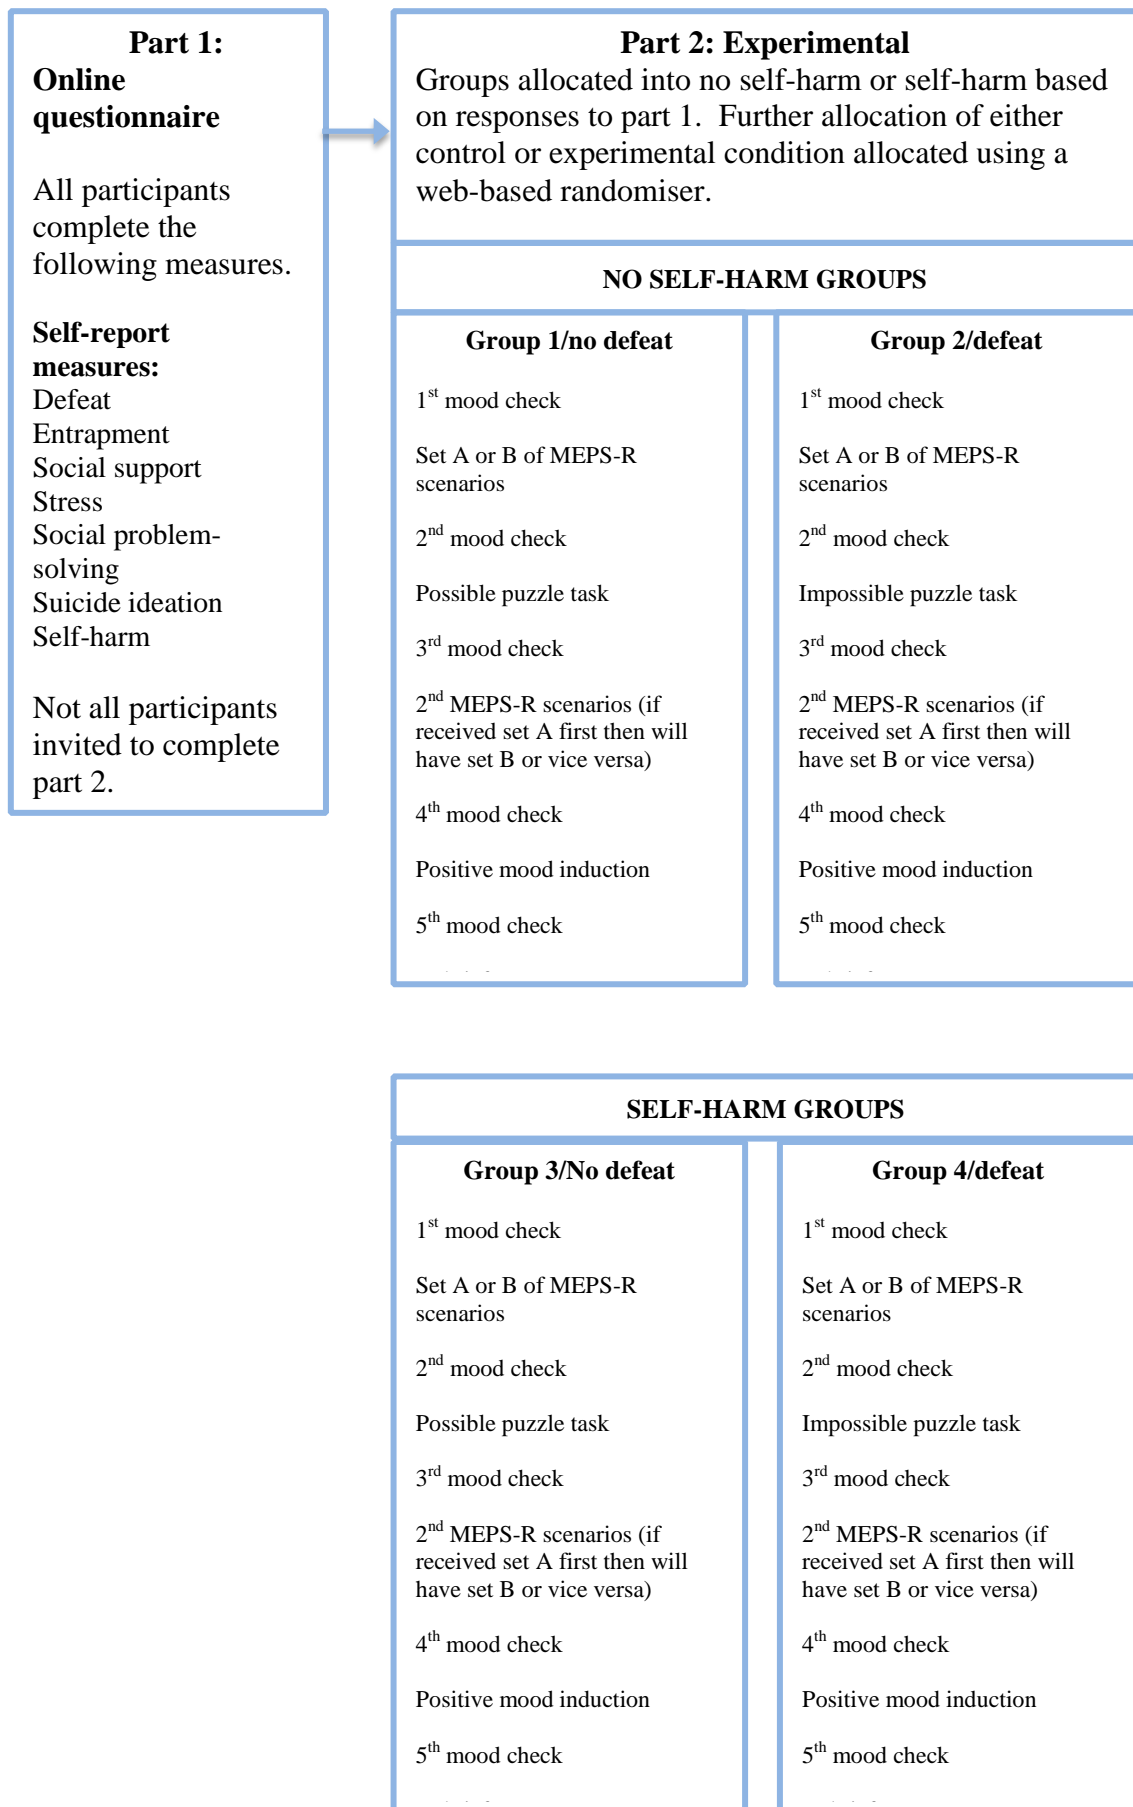 Part 1:
Online
questionnaire
All participants
complete the
following measures.
Self-report
measures:
Defeat
Entrapment
Social support
Stress
Social problem-
solving
Suicide ideation
Self-harm
Not all participants
invited to complete
part 2.
Part 2: Experimental
Groups allocated into no self-harm or self-harm based
on responses to part 1.  Further allocation of either
control or experimental condition allocated using a
web-based randomiser.
NO SELF-HARM GROUPS
Group 1/no defeat
1st mood check
Set A or B of MEPS-R
scenarios
2nd mood check
Possible puzzle task
3rd mood check
2nd MEPS-R scenarios (if
received set A first then will
have set B or vice versa)
4th mood check
Positive mood induction
5th mood check
Group 2/defeat
1st mood check
Set A or B of MEPS-R
scenarios
2nd mood check
Impossible puzzle task
3rd mood check
2nd MEPS-R scenarios (if
received set A first then will
have set B or vice versa)
4th mood check
Positive mood induction
5th mood check
SELF-HARM GROUPS
Group 3/No defeat
1st mood check
Set A or B of MEPS-R
scenarios
2nd mood check
Possible puzzle task
3rd mood check
2nd MEPS-R scenarios (if
received set A first then will
have set B or vice versa)
4th mood check
Positive mood induction
5th mood check
Group 4/defeat
1st mood check
Set A or B of MEPS-R
scenarios
2nd mood check
Impossible puzzle task
3rd mood check
2nd MEPS-R scenarios (if
received set A first then will
have set B or vice versa)
4th mood check
Positive mood induction
5th mood check